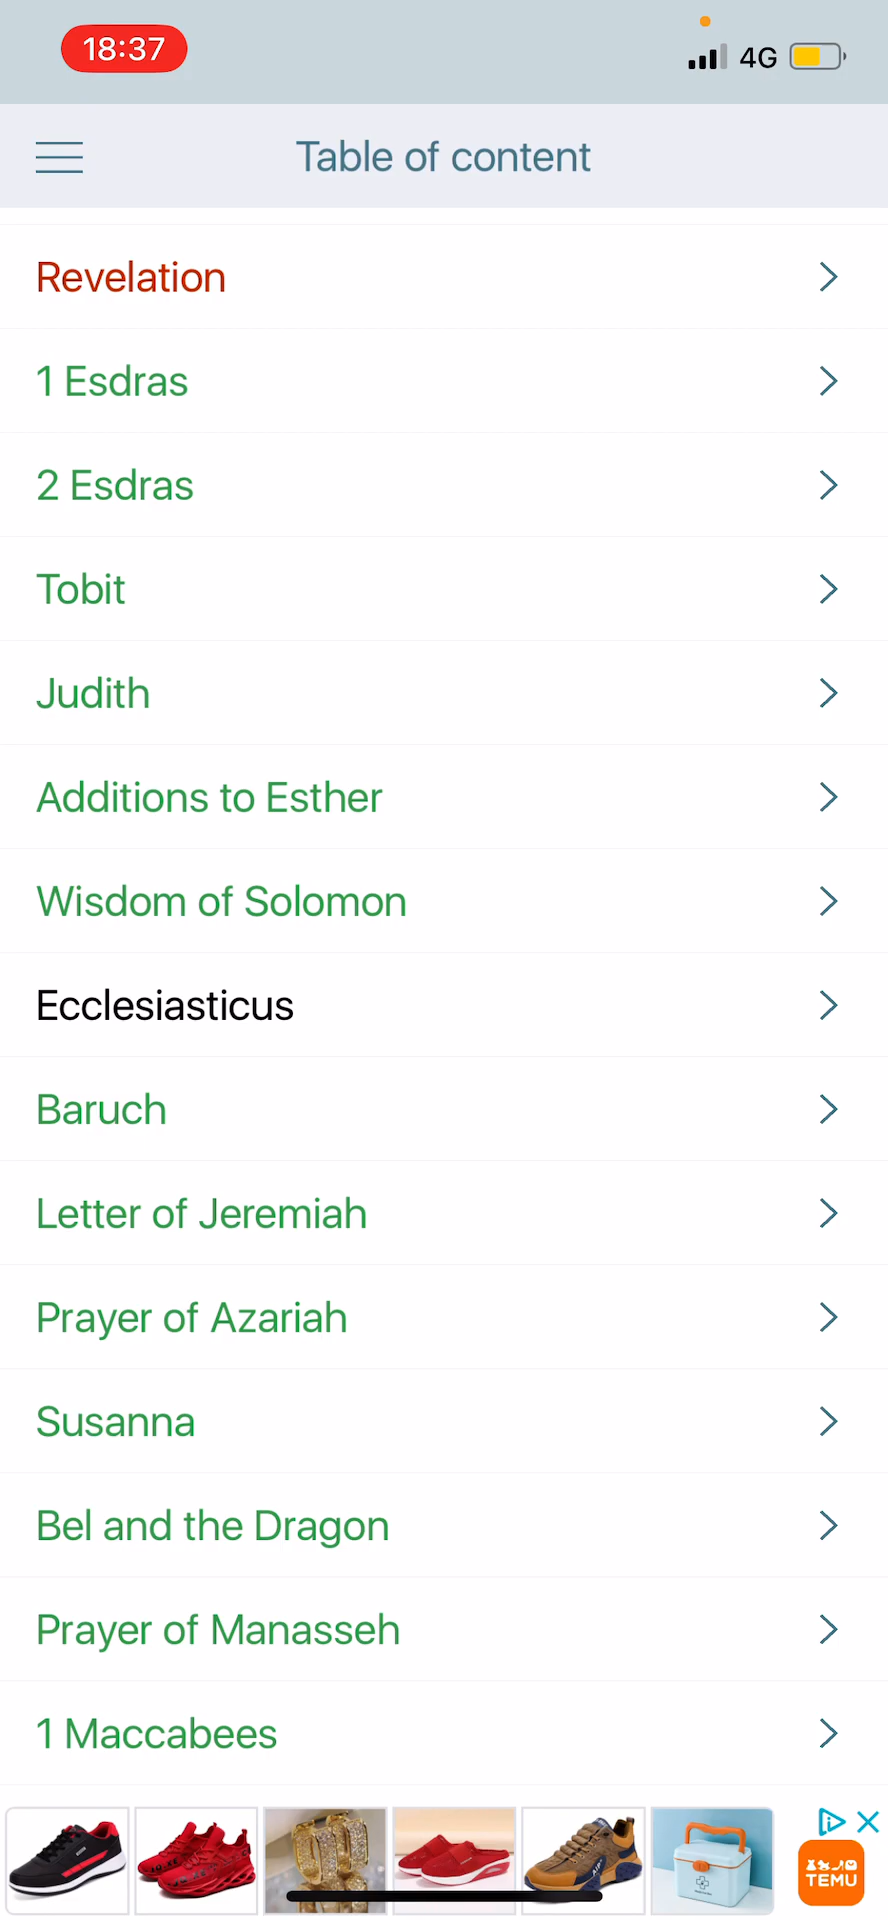 18:37
4G
Table of content
Revelation
1 Esdras
2 Esdras
Tobit
Judith
Additions to Esther
Wisdom of Solomon
Ecclesiasticus
Baruch
Letter of Jeremiah
Prayer of Azariah
Susanna
Bel and the Dragon
Prayer of Manasseh
1 Maccabees
TEMU